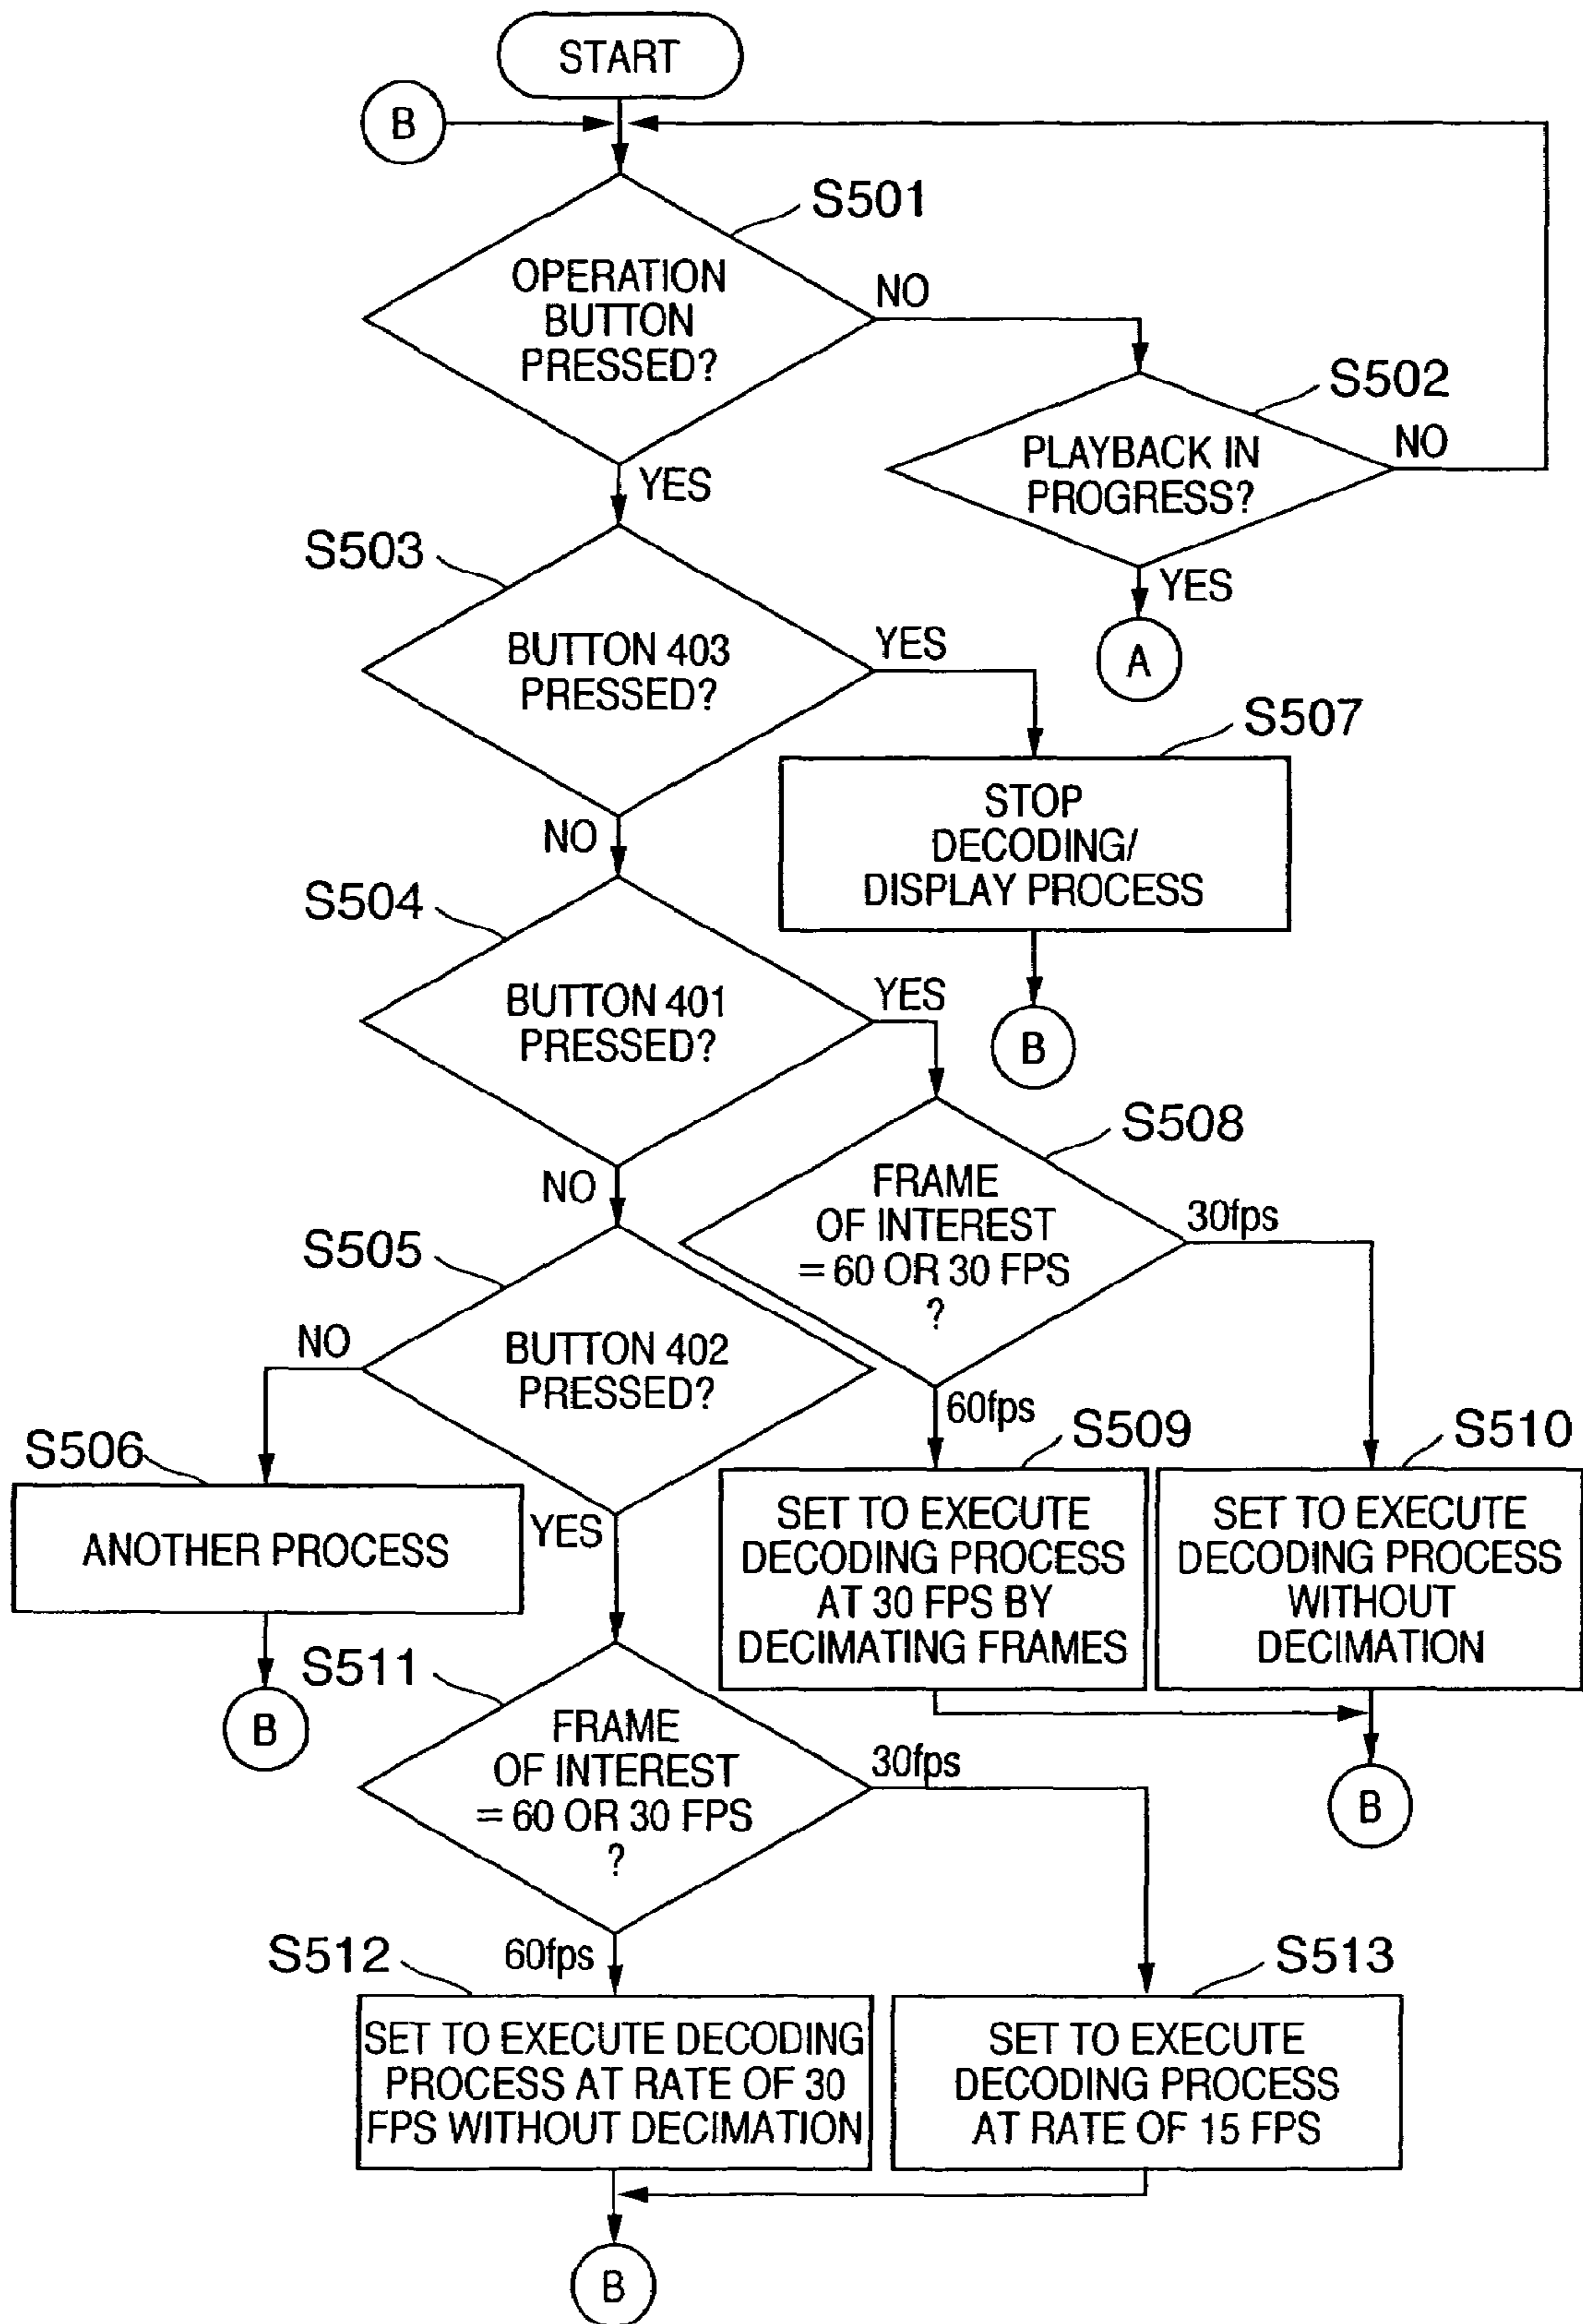 START
B
S501
OPERATION
BUTTON
PRESSED?
NO
S502
PLAYBACK IN
PROGRESS?
NO
YES
YES
A
S503
BUTTON 403
PRESSED?
YES
S507
STOP
DECODING/
DISPLAY PROCESS
B
NO
S504
BUTTON 401
PRESSED?
YES
S508
FRAME
OF INTEREST
= 60 OR 30 FPS
?
30fps
60fps
NO
S505
BUTTON 402
PRESSED?
NO
S506
ANOTHER PROCESS
B
YES
S509
SET TO EXECUTE
DECODING PROCESS
AT 30 FPS BY
DECIMATING FRAMES
S510
SET TO EXECUTE
DECODING PROCESS
WITHOUT
DECIMATION
B
S511
FRAME
OF INTEREST
= 60 OR 30 FPS
?
30fps
60fps
S512
SET TO EXECUTE DECODING
PROCESS AT RATE OF 30
FPS WITHOUT DECIMATION
S513
SET TO EXECUTE
DECODING PROCESS
AT RATE OF 15 FPS
B